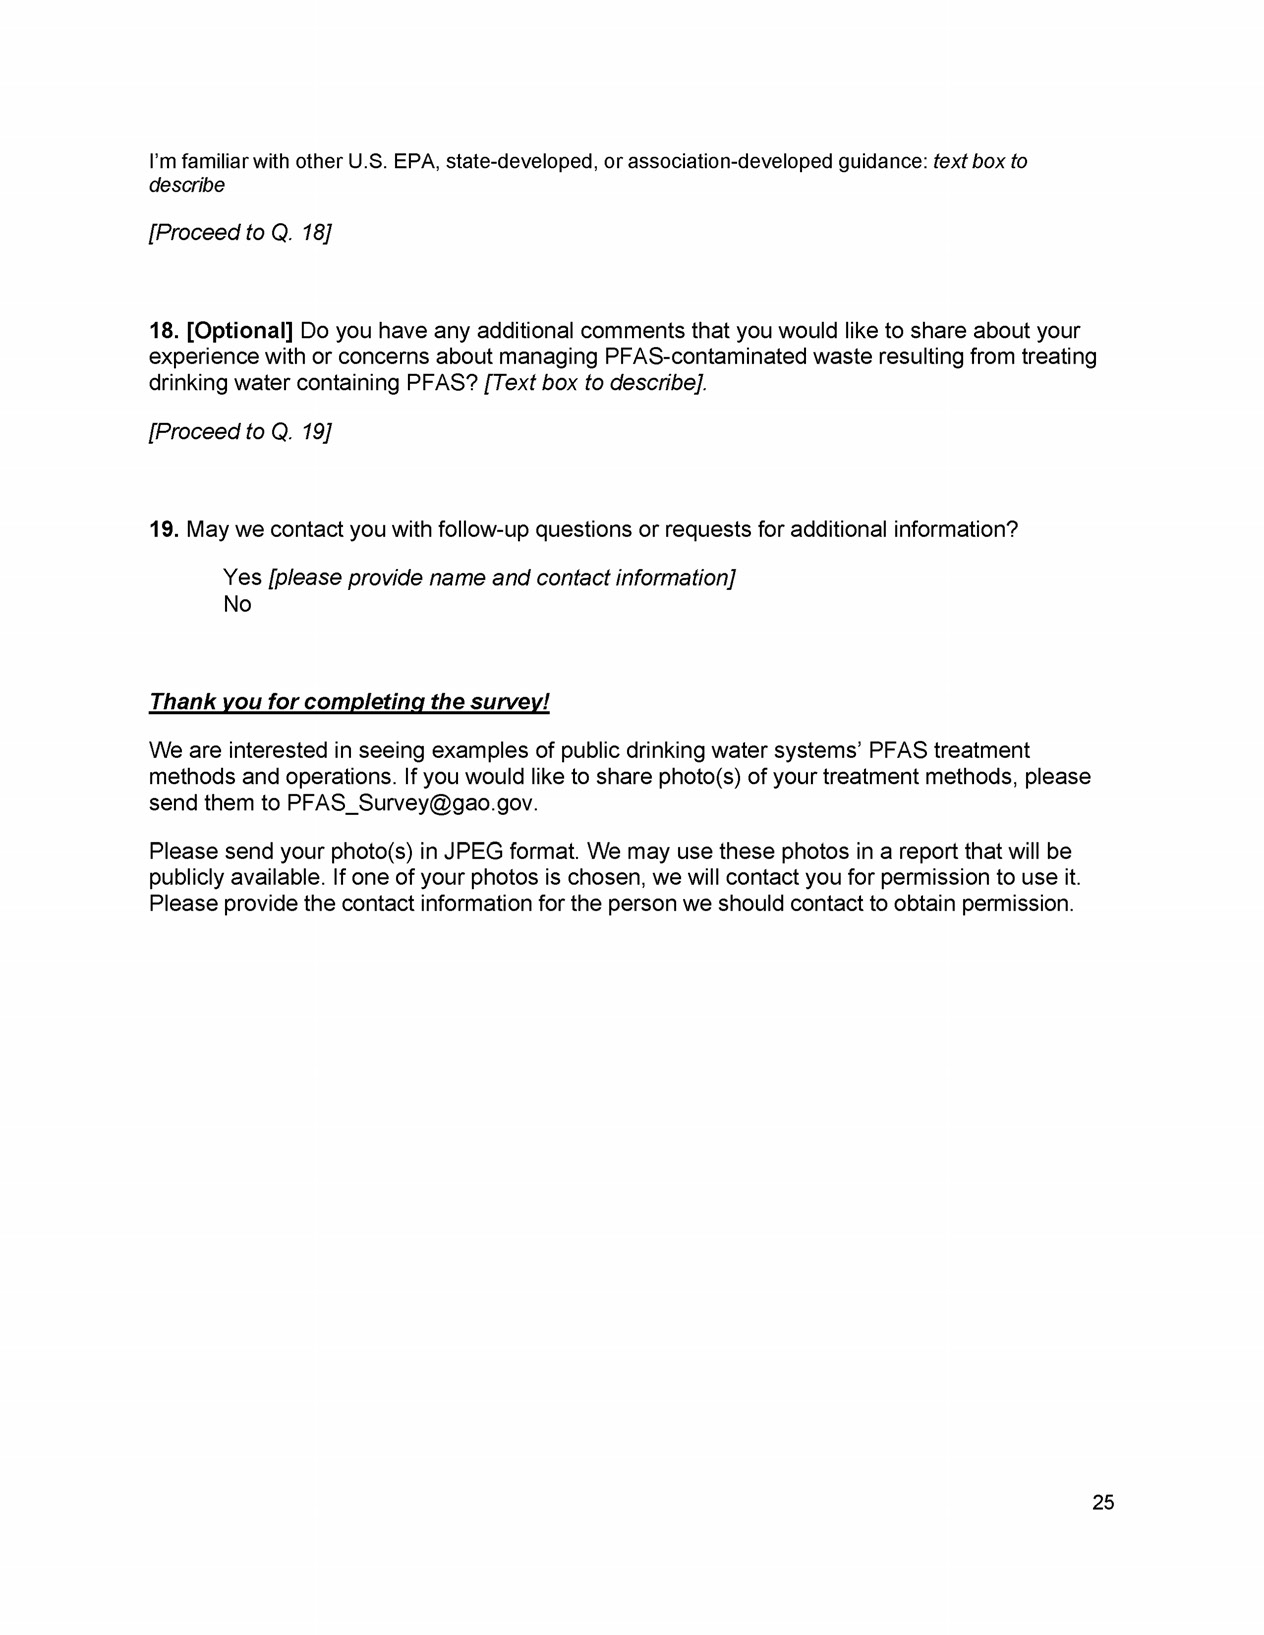 I’m familiar with other U.S. EPA, state-developed, or association-developed guidance: text box to
describe
[Proceed to Q. 18]
18. [Optional] Do you have any additional comments that you would like to share about your
experience with or concerns about managing PFAS-contaminated waste resulting from treating
drinking water containing PFAS? [Text box to describe].
[Proceed to Q. 19]
19. May we contact you with follow-up questions or requests for additional information?
Yes [please provide name and contact information]
No
Thank you for completing the survey!
We are interested in seeing examples of public drinking water systems’ PFAS treatment
methods and operations. If you would like to share photo(s) of your treatment methods, please
send them to PFAS_Survey@gao.gov.
Please send your photo(s) in JPEG format. We may use these photos in a report that will be
publicly available. If one of your photos is chosen, we will contact you for permission to use it.
Please provide the contact information for the person we should contact to obtain permission.
25